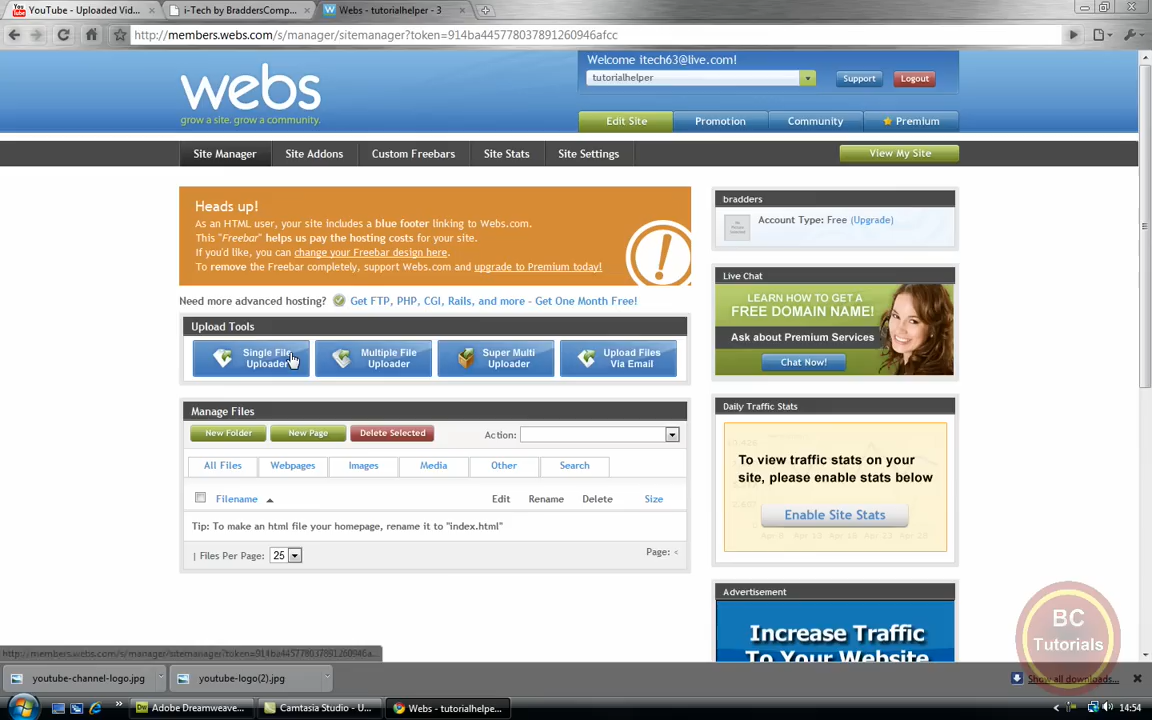 YouTube - Uploaded Vid...
i-Tech by BraddersComp...
Webs - tutorialhelper - 3
http://members.webs.com/s/manager/sitemanager?token=914ba445778037891260946afcc
webs
grow a site. grow a community.
Welcome itech63@live.com!
tutorialhelper
Support
Logout
Edit Site
Promotion
Community
Premium
Site Manager
Site Addons
Custom Freebars
Site Stats
Site Settings
View My Site
Heads up!
As an HTML user, your site includes a blue footer linking to Webs.com.
This "Freebar" helps us pay the hosting costs for your site.
If you'd like, you can change your Freebar design here.
To remove the Freebar completely, support Webs.com and upgrade to Premium today!
Need more advanced hosting? Get FTP, PHP, CGI, Rails, and more - Get One Month Free!
Upload Tools
Single File
Uploader
Multiple File
Uploader
Super Multi
Uploader
Upload Files
Via Email
Manage Files
New Folder
New Page
Delete Selected
Action:
All Files
Webpages
Images
Media
Other
Search
Filename
Edit
Rename
Delete
Size
Tip: To make an html file your homepage, rename it to "index.html"
| Files Per Page: 25
Page: <
bradders
Account Type: Free (Upgrade)
Live Chat
LEARN HOW TO GET A
FREE DOMAIN NAME!
Ask about Premium Services
Chat Now!
Daily Traffic Stats
To view traffic stats on your
site, please enable stats below
Enable Site Stats
Advertisement
Increase Traffic
To Your Website
BC
Tutorials
http://members.webs.com/s/manager/sitemanager?token=914ba445778037891260946a...
youtube-channel-logo.jpg
youtube-logo(2).jpg
Show all downloads...
Adobe Dreamweave...
Camtasia Studio - U...
Webs - tutorialhelpe...
14:54